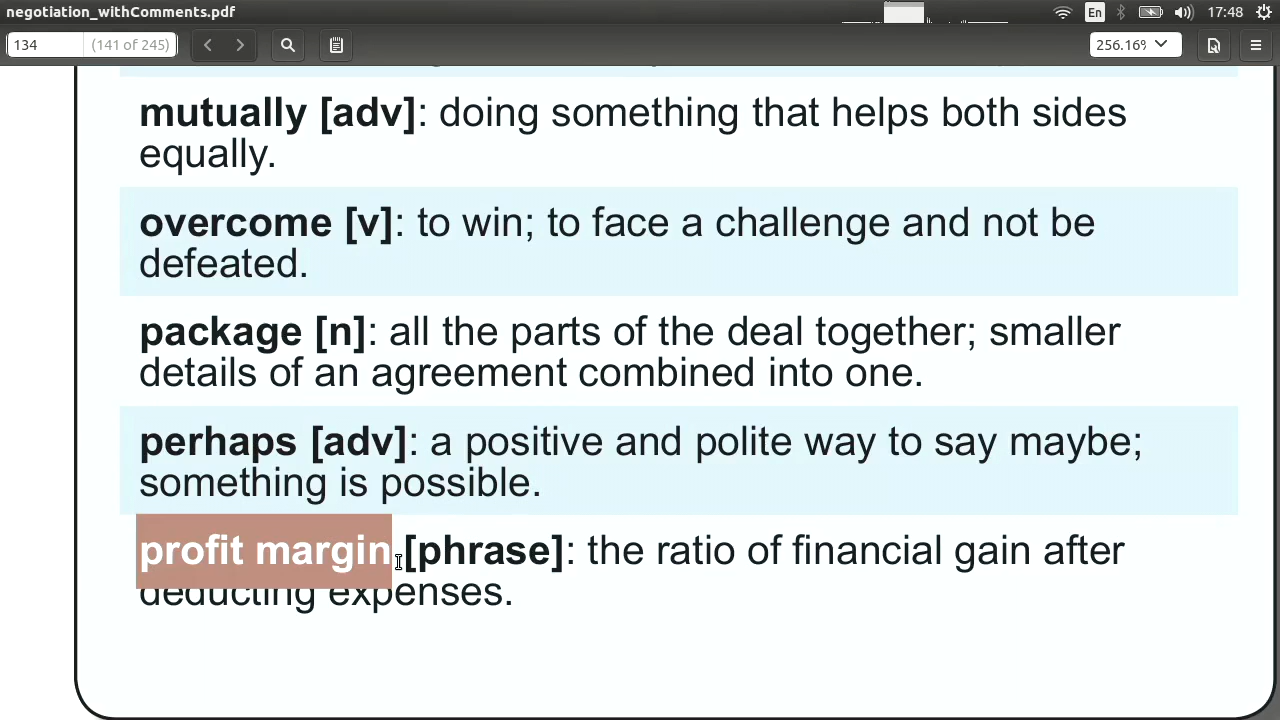 negotiation_withComments.pdf
En
17:48
134
(141 of 245)
256.16%
mutually [adv]: doing something that helps both sides
equally.
overcome [v]: to win; to face a challenge and not be
defeated.
package [n]: all the parts of the deal together; smaller
details of an agreement combined into one.
perhaps [adv]: a positive and polite way to say maybe;
something is possible.
profit margin [phrase]: the ratio of financial gain after
deducting expenses.